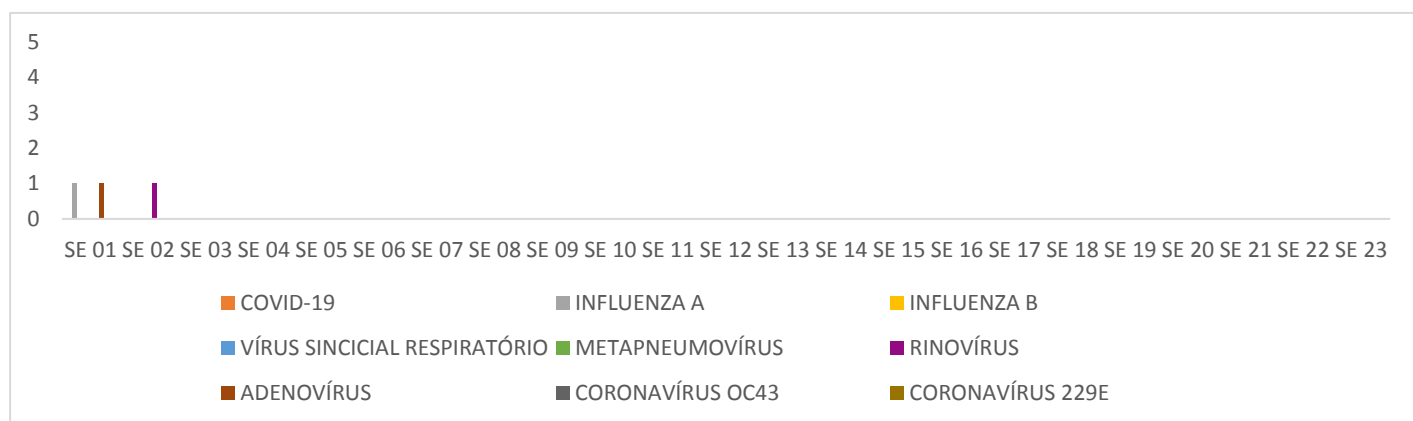 5
4
3
2
1
0
SE 01 SE 02 SE 03 SE 04 SE 05 SE 06 SE 07 SE 08 SE 09 SE 10 SE 11 SE 12 SE 13 SE 14 SE 15 SE 16 SE 17 SE 18 SE 19 SE 20 SE 21 SE 22 SE 23
COVID-19 INFLUENZA A INFLUENZA B
VÍRUS SINCICIAL RESPIRATÓRIO METAPNEUMOVÍRUS RINOVÍRUS
ADENOVÍRUS CORONAVÍRUS OC43 CORONAVÍRUS 229E